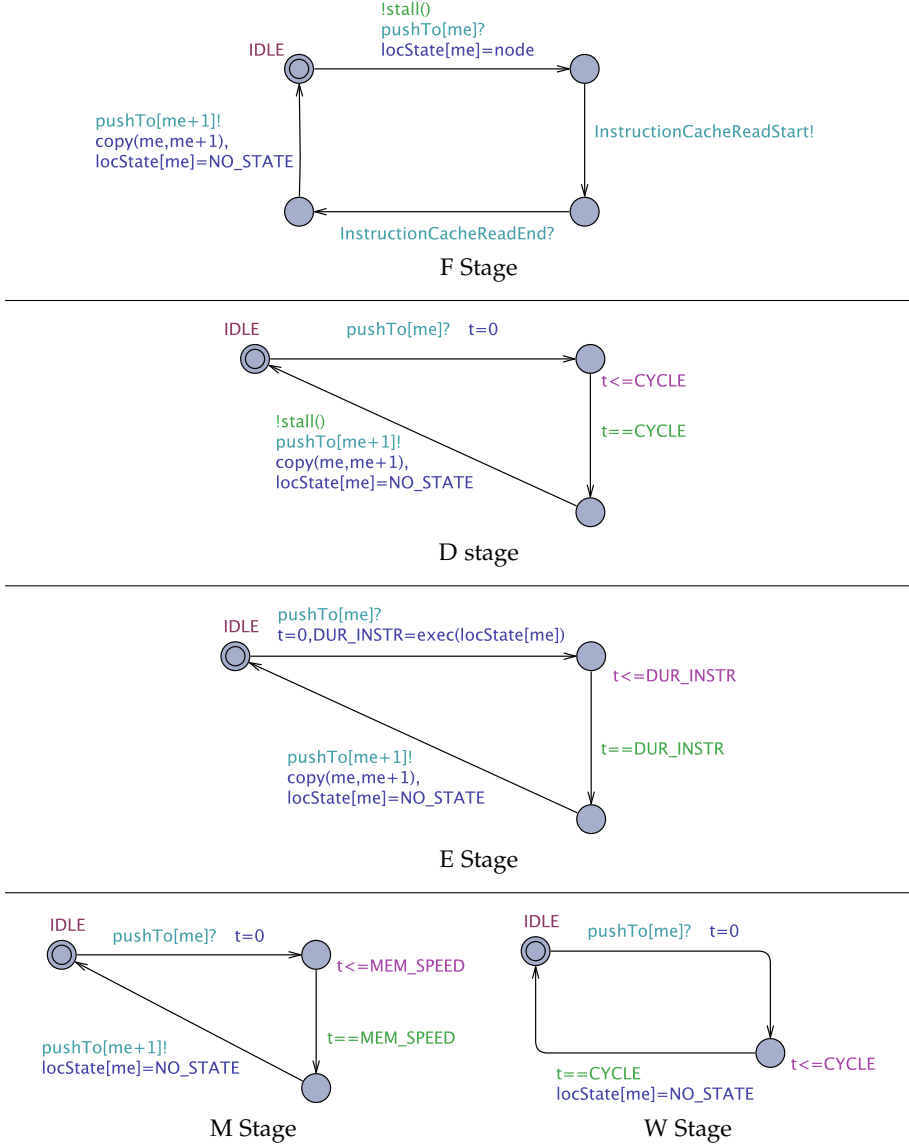 !stall()
pushTo[me]?
locState[me]=node
IDLE
pushTo[me+1]!
copy(me,me+1),
locState[me]=NO_STATE
InstructionCacheReadStart!
InstructionCacheReadEnd?
F Stage
IDLE
pushTo[me]? t=0
t<=CYCLE
t==CYCLE
!stall()
pushTo[me+1]!
copy(me,me+1),
locState[me]=NO_STATE
D stage
IDLE
pushTo[me]?
t=0,DUR_INSTR=exec(locState[me])
t<=DUR_INSTR
t==DUR_INSTR
pushTo[me+1]!
copy(me,me+1),
locState[me]=NO_STATE
E Stage
IDLE
pushTo[me]? t=0
t<=MEM_SPEED
t==MEM_SPEED
pushTo[me+1]!
locState[me]=NO_STATE
M Stage
IDLE
pushTo[me]? t=0
t<=CYCLE
t==CYCLE
locState[me]=NO_STATE
W Stage